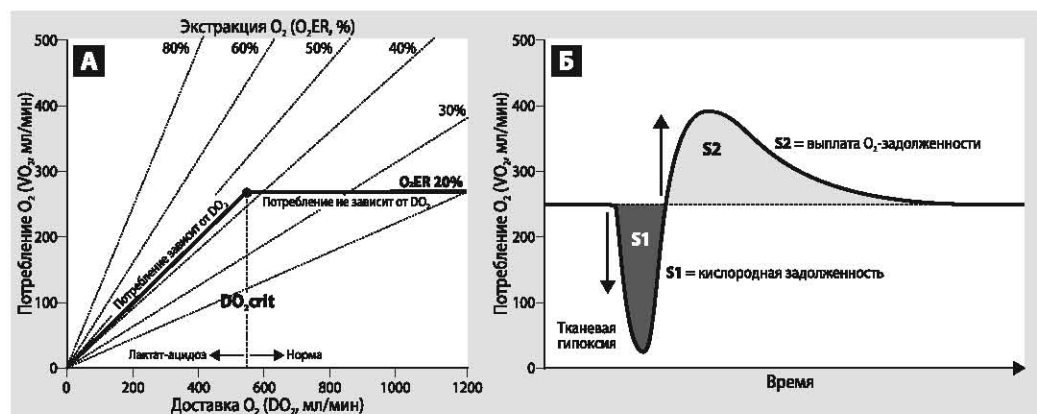 Экстракция O₂ (O₂ER, %)
А
80%
60%
50%
40%
30%
O₂ER 20%
Потребление не зависит от DO₂
Потребление зависит от DO₂
DO₂crit
Лактат-ацидоз
Норма
Потребление O₂ (VO₂, мл/мин)
500
400
300
200
100
0
0
200
400
600
800
1000
1200
Доставка O₂ (DO₂, мл/мин)
Б
Потребление O₂ (VO₂, мл/мин)
500
400
300
200
300
400
500
S2
S2 = выплата O₂-задолженности
S1
S1 = кислородная задолженность
Тканевая
гипоксия
Время